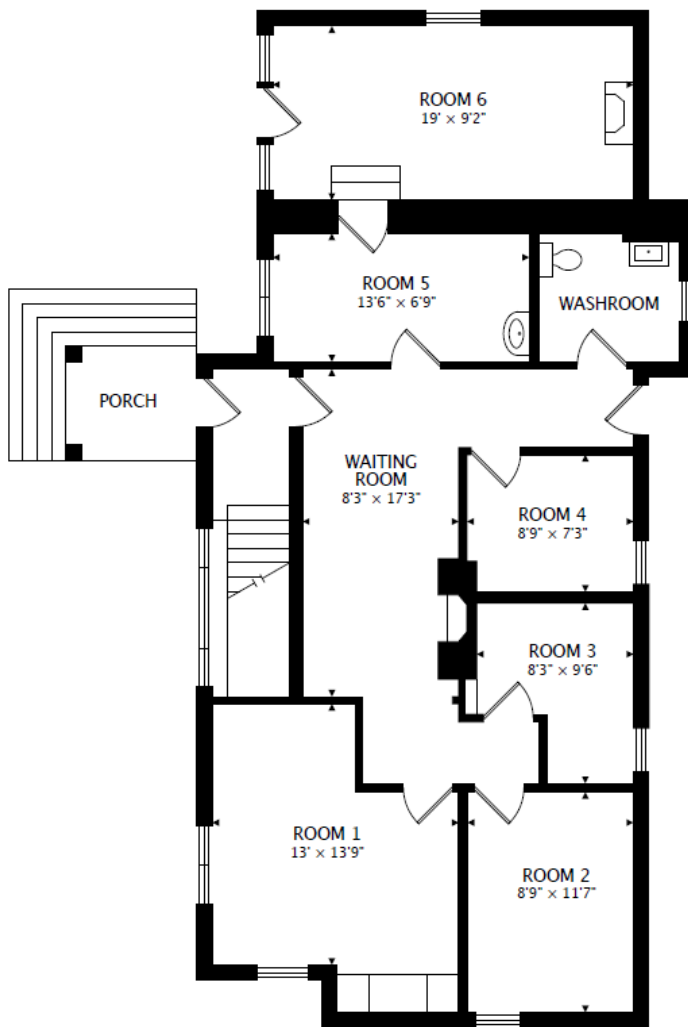 ROOM 6
19' × 9'2"
ROOM 5
13'6" × 6'9"
WASHROOM
PORCH
WAITING
ROOM
8'3" × 17'3"
ROOM 4
8'9" × 7'3"
ROOM 3
8'3" × 9'6"
ROOM 1
13' × 13'9"
ROOM 2
8'9" × 11'7"